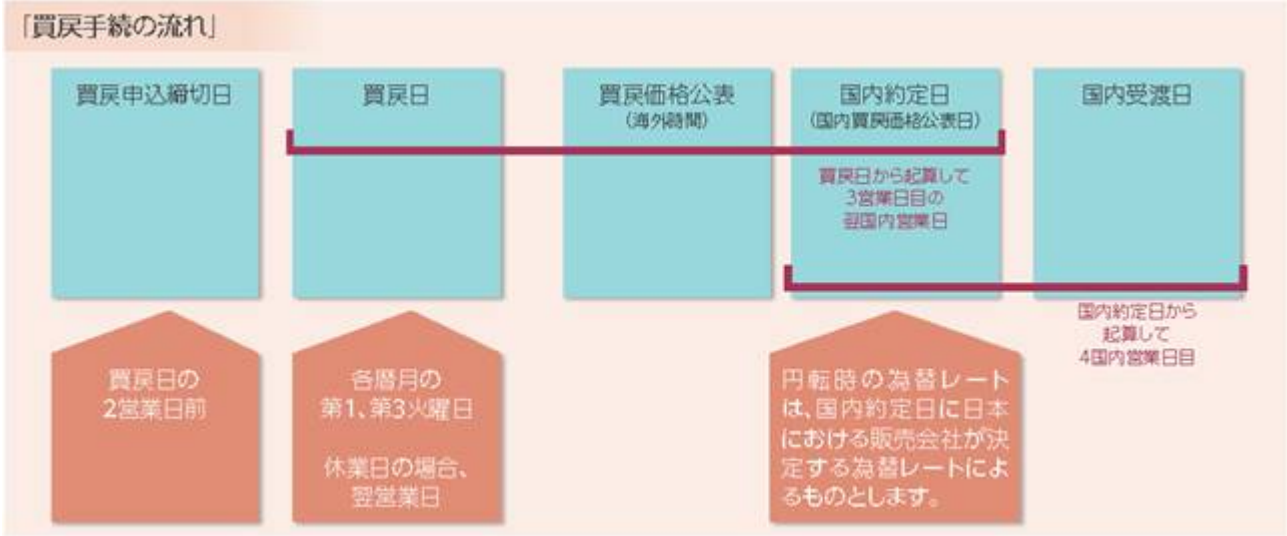 「買戻手続の流れ」
買戻申込締切日
買戻日
買戻価格公表
(海外時間)
国内約定日
(国内買戻価格公表日)
国内受渡日
買戻日から起算して
3営業日目の
翌国内営業日
国内約定日から
起算して
4国内営業日目
買戻日の
2営業日前
各暦月の
第1、第3火曜日
休業日の場合、
翌営業日
円転時の為替レート
は、国内約定日に日本
における販売会社が決
定する為替レートによ
るものとします。